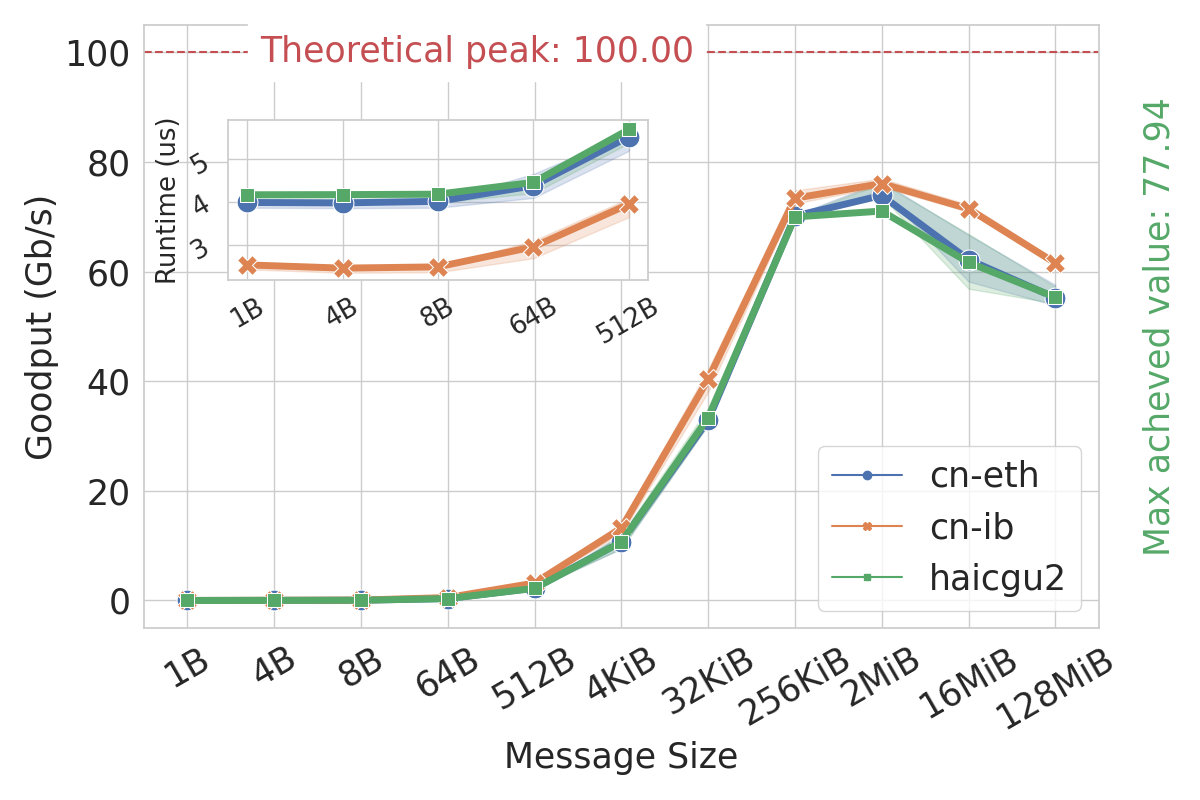 Theoretical peak: 100.00
Goodput (Gb/s)
100
80
60
40
20
0
Runtime (us)
5
4
3
1B
4B
8B
64B
512B
cn-eth
cn-ib
haicgu2
1B
4B
8B
64B
512B
4KiB
32KiB
256KiB
2MiB
16MiB
128MiB
Message Size
Max acheved value: 77.94